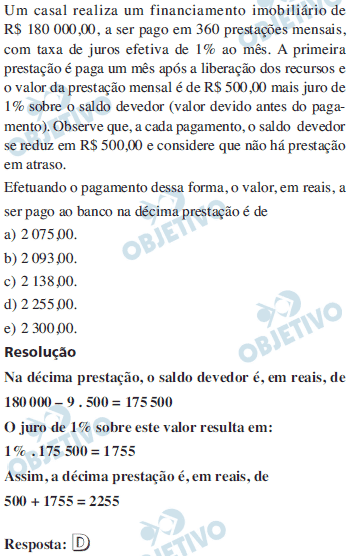 Um casal realiza um financiamento imobiliário de
R$ 180 000,00, a ser pago em 360 prestações mensais,
com taxa de juros efetiva de 1% ao mês. A primeira
prestação é paga um mês após a liberação dos recursos e
o valor da prestação mensal é de R$ 500,00 mais juro de
1% sobre o saldo devedor (valor devido antes do paga-
mento). Observe que, a cada pagamento, o saldo devedor
se reduz em R$ 500,00 e considere que não há prestação
em atraso.
Efetuando o pagamento dessa forma, o valor, em reais, a
ser pago ao banco na décima prestação é de
a) 2 075,00.
b) 2 093,00.
c) 2 138,00.
d) 2 255,00.
e) 2 300,00.
Resolução
Na décima prestação, o saldo devedor é, em reais, de
180 000 – 9 . 500 = 175 500
O juro de 1% sobre este valor resulta em:
1% . 175 500 = 1755
Assim, a décima prestação é, em reais, de
500 + 1755 = 2255
Resposta: D
OBJETIVO
OBJETIVO
OBJETIVO
OBJETIVO
OBJETIVO